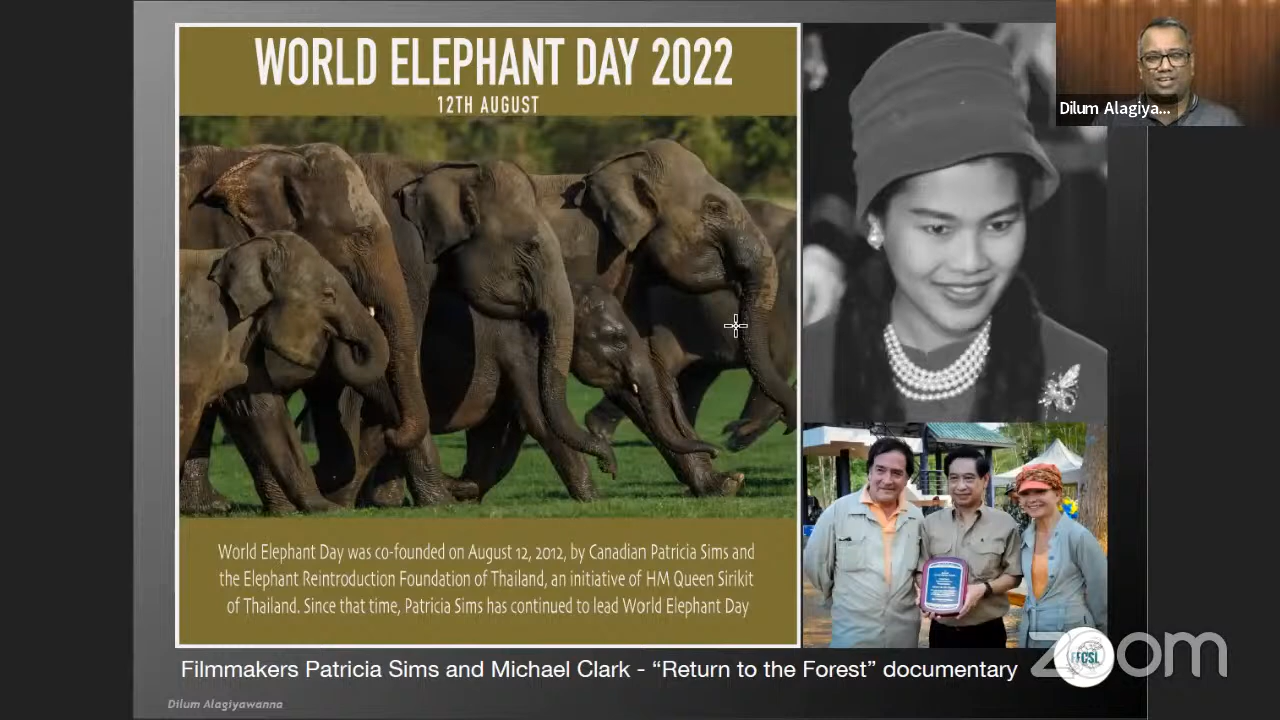 WORLD ELEPHANT DAY 2022
12TH AUGUST
Dilum Alagiya...
World Elephant Day was co-founded on August 12, 2012, by Canadian Patricia Sims and
the Elephant Reintroduction Foundation of Thailand, an initiative of HM Queen Sirikit
of Thailand. Since that time, Patricia Sims has continued to lead World Elephant Day
Filmmakers Patricia Sims and Michael Clark - “Return to the Forest” documentary
zoom
FCSL
Dilum Alagiyawanna